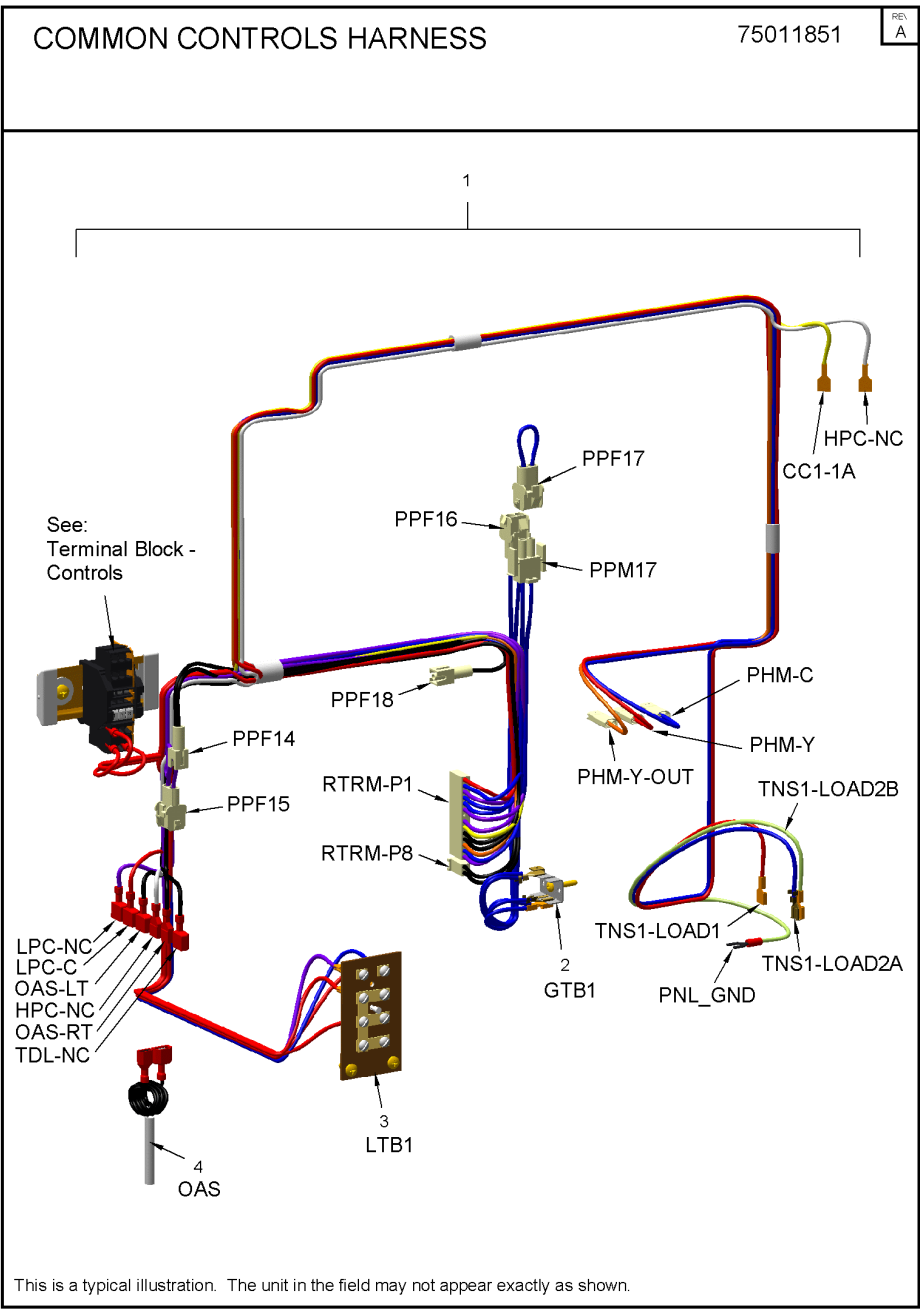 COMMON CONTROLS HARNESS
75011851
REV
A
1
HPC-NC
CC1-1A
PPF17
PPF16
PPM17
See:
Terminal Block -
Controls
PPF18
PHM-C
PHM-Y
PHM-Y-OUT
PPF14
PPF15
RTRM-P1
RTRM-P8
TNS1-LOAD2B
TNS1-LOAD1
TNS1-LOAD2A
PNL_GND
2
GTB1
LPC-NC
LPC-C
OAS-LT
HPC-NC
OAS-RT
TDL-NC
3
LTB1
4
OAS
This is a typical illustration. The unit in the field may not appear exactly as shown.